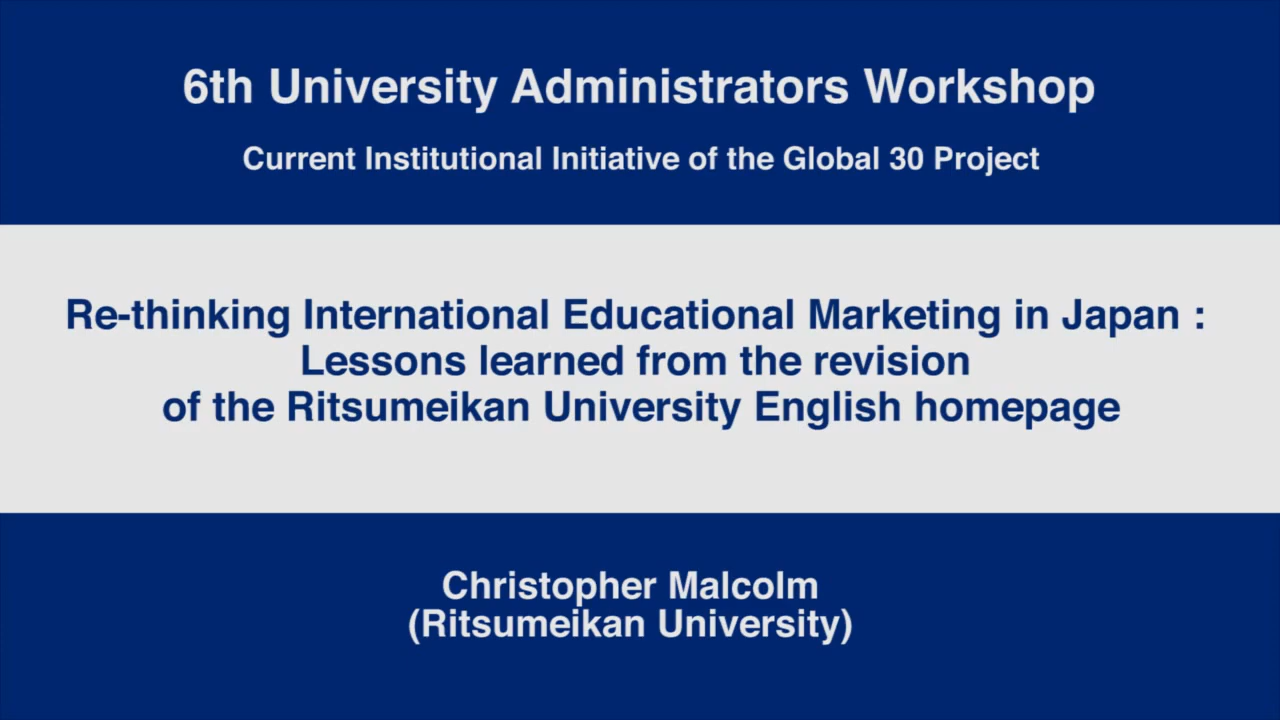 6th University Administrators Workshop
Current Institutional Initiative of the Global 30 Project
Re-thinking International Educational Marketing in Japan :
Lessons learned from the revision
of the Ritsumeikan University English homepage
Christopher Malcolm
(Ritsumeikan University)